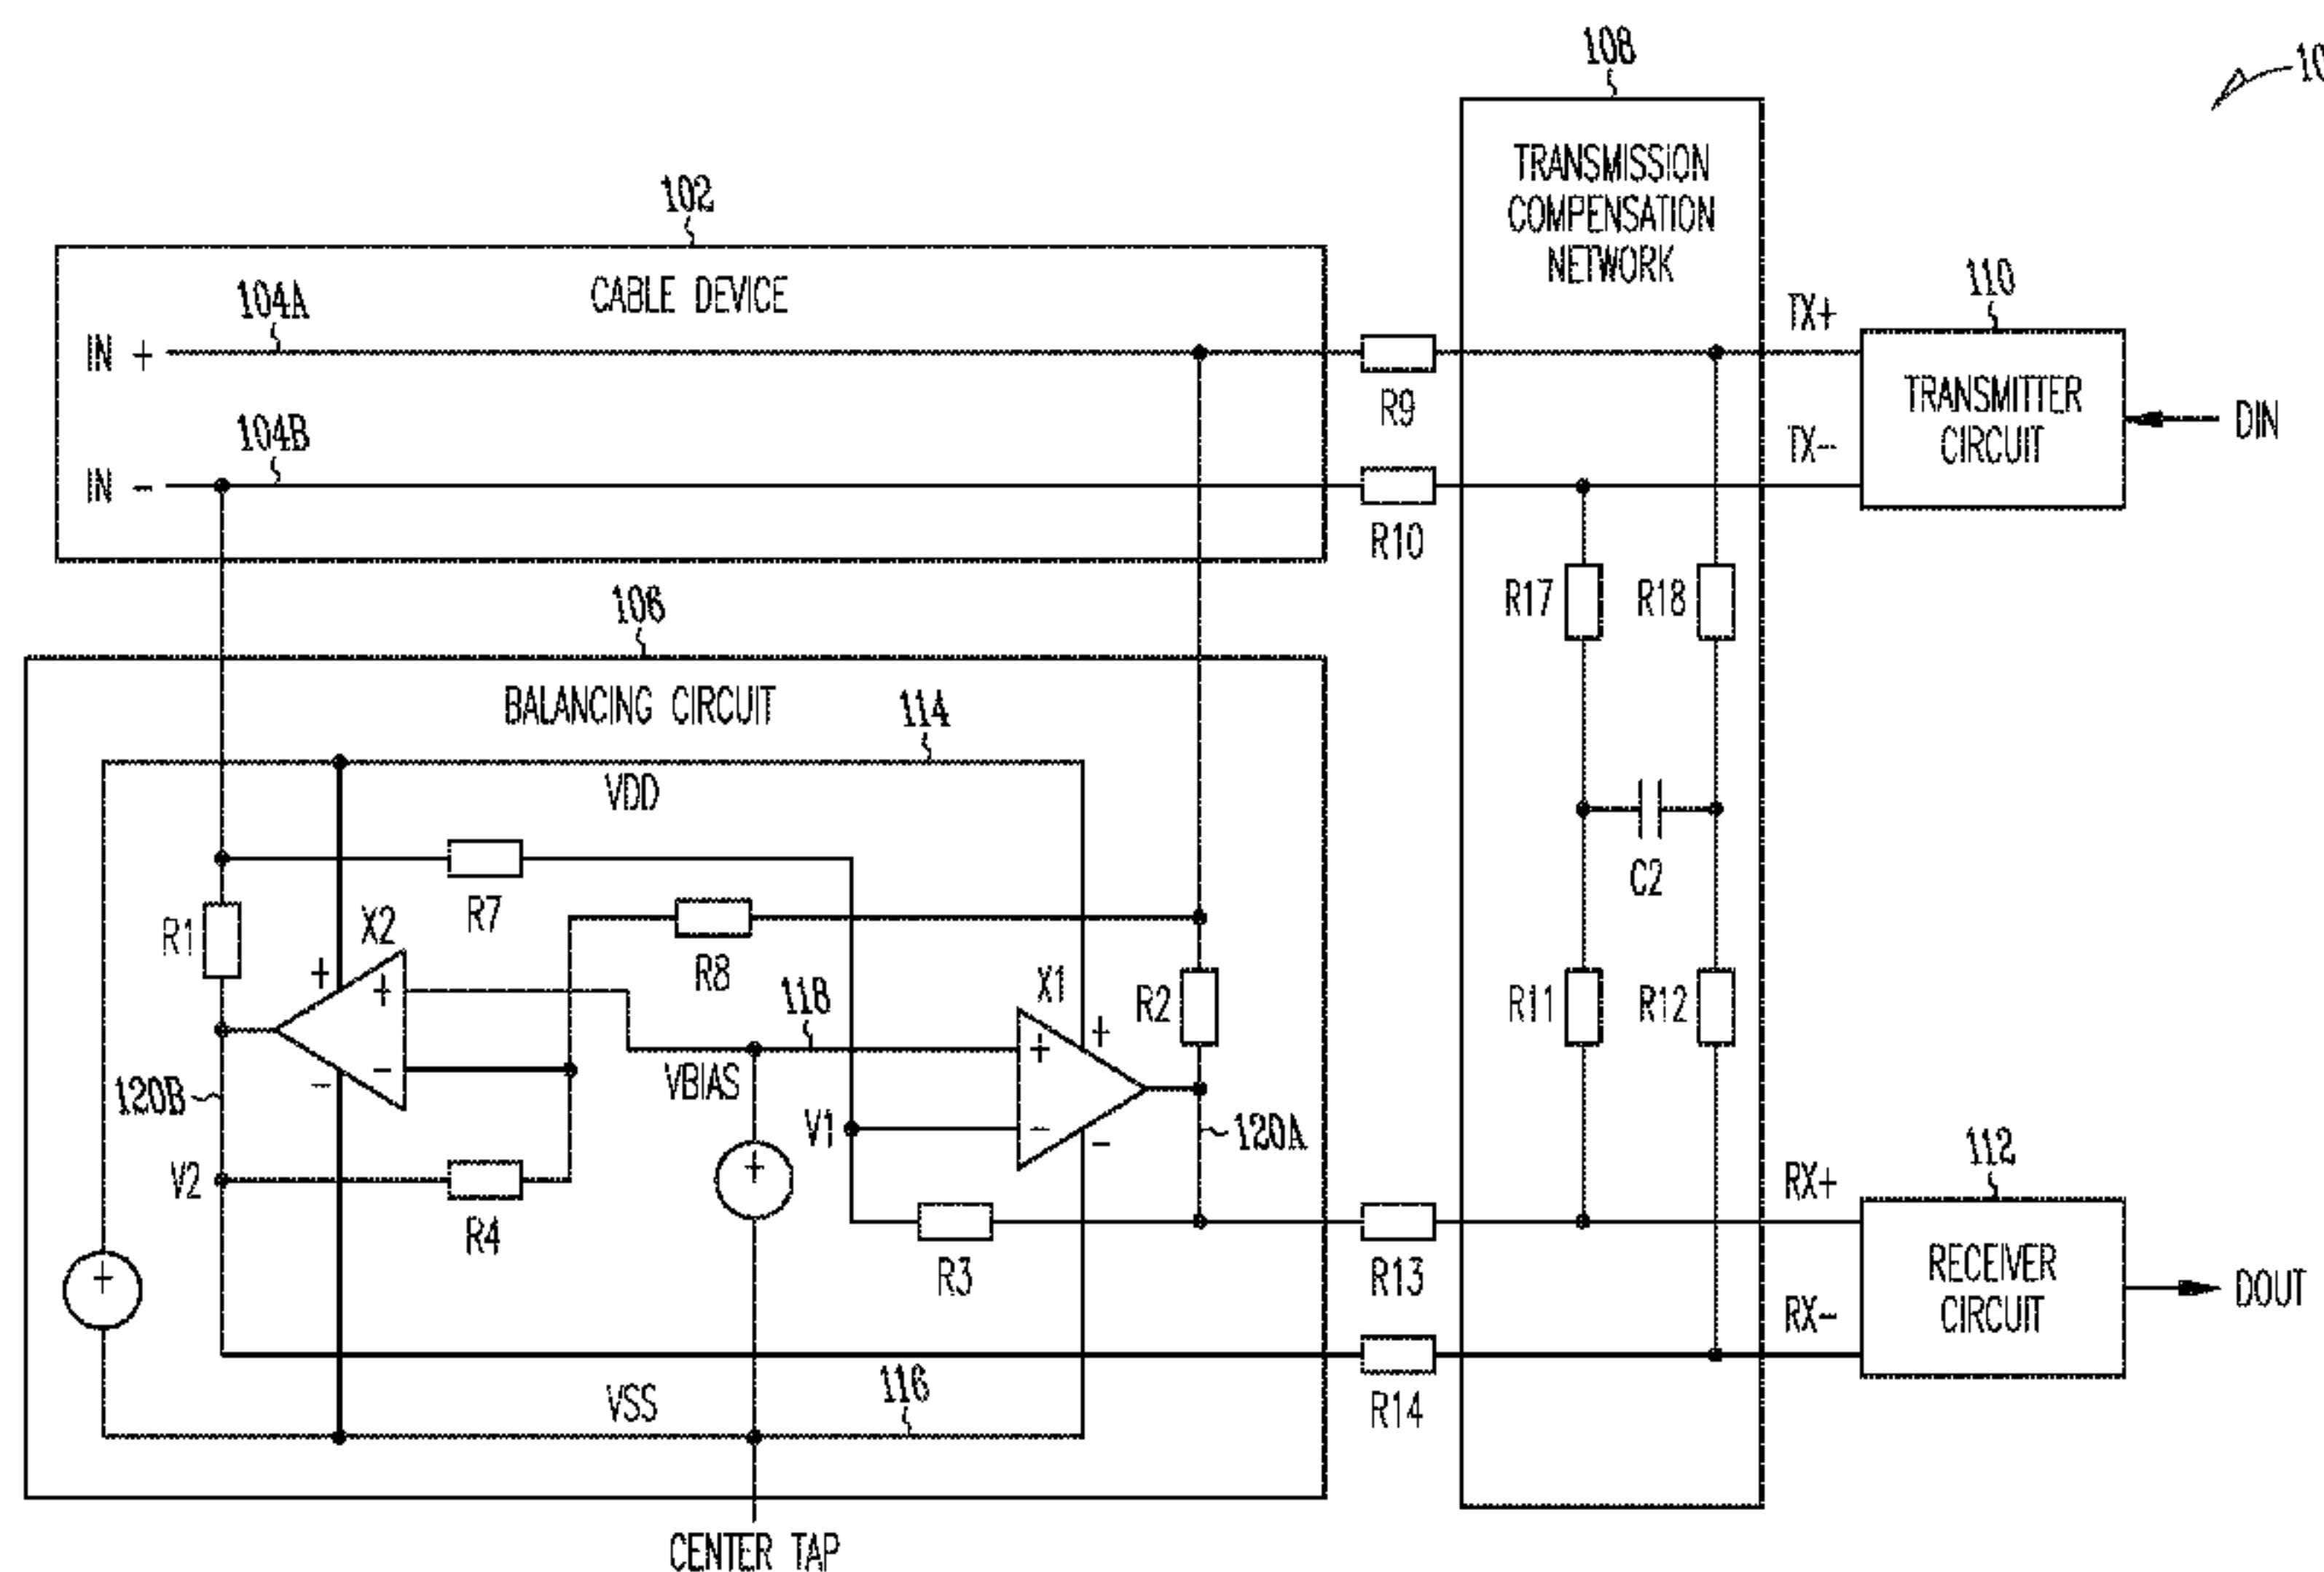 108
TRANSMISSION
COMPENSATION
NETWORK
102
CABLE DEVICE
104A
IN +
104B
IN -
R9
R10
TX+
TX-
110
TRANSMITTER
CIRCUIT
DIN
R17
R18
C2
R11
R12
106
BALANCING CIRCUIT
114
VDD
R7
R1
X2
+
+
-
-
R8
118
X1
R2
+
+
-
-
VBIAS
120B
V1
120A
V2
+
R4
+
R3
R13
R14
VSS
116
CENTER TAP
RX+
RX-
112
RECEIVER
CIRCUIT
DOUT